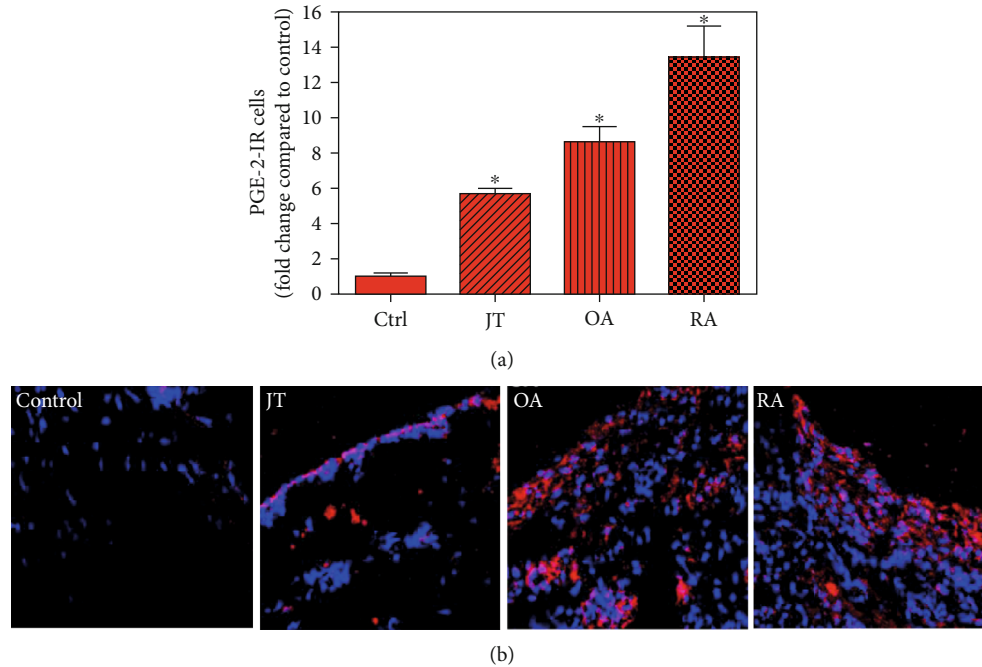 PGE-2-IR cells
(fold change compared to control)
16
14
12
10
8
6
4
2
0
*
*
*
Ctrl
JT
OA
RA
(a)
Control
JT
OA
RA
(b)